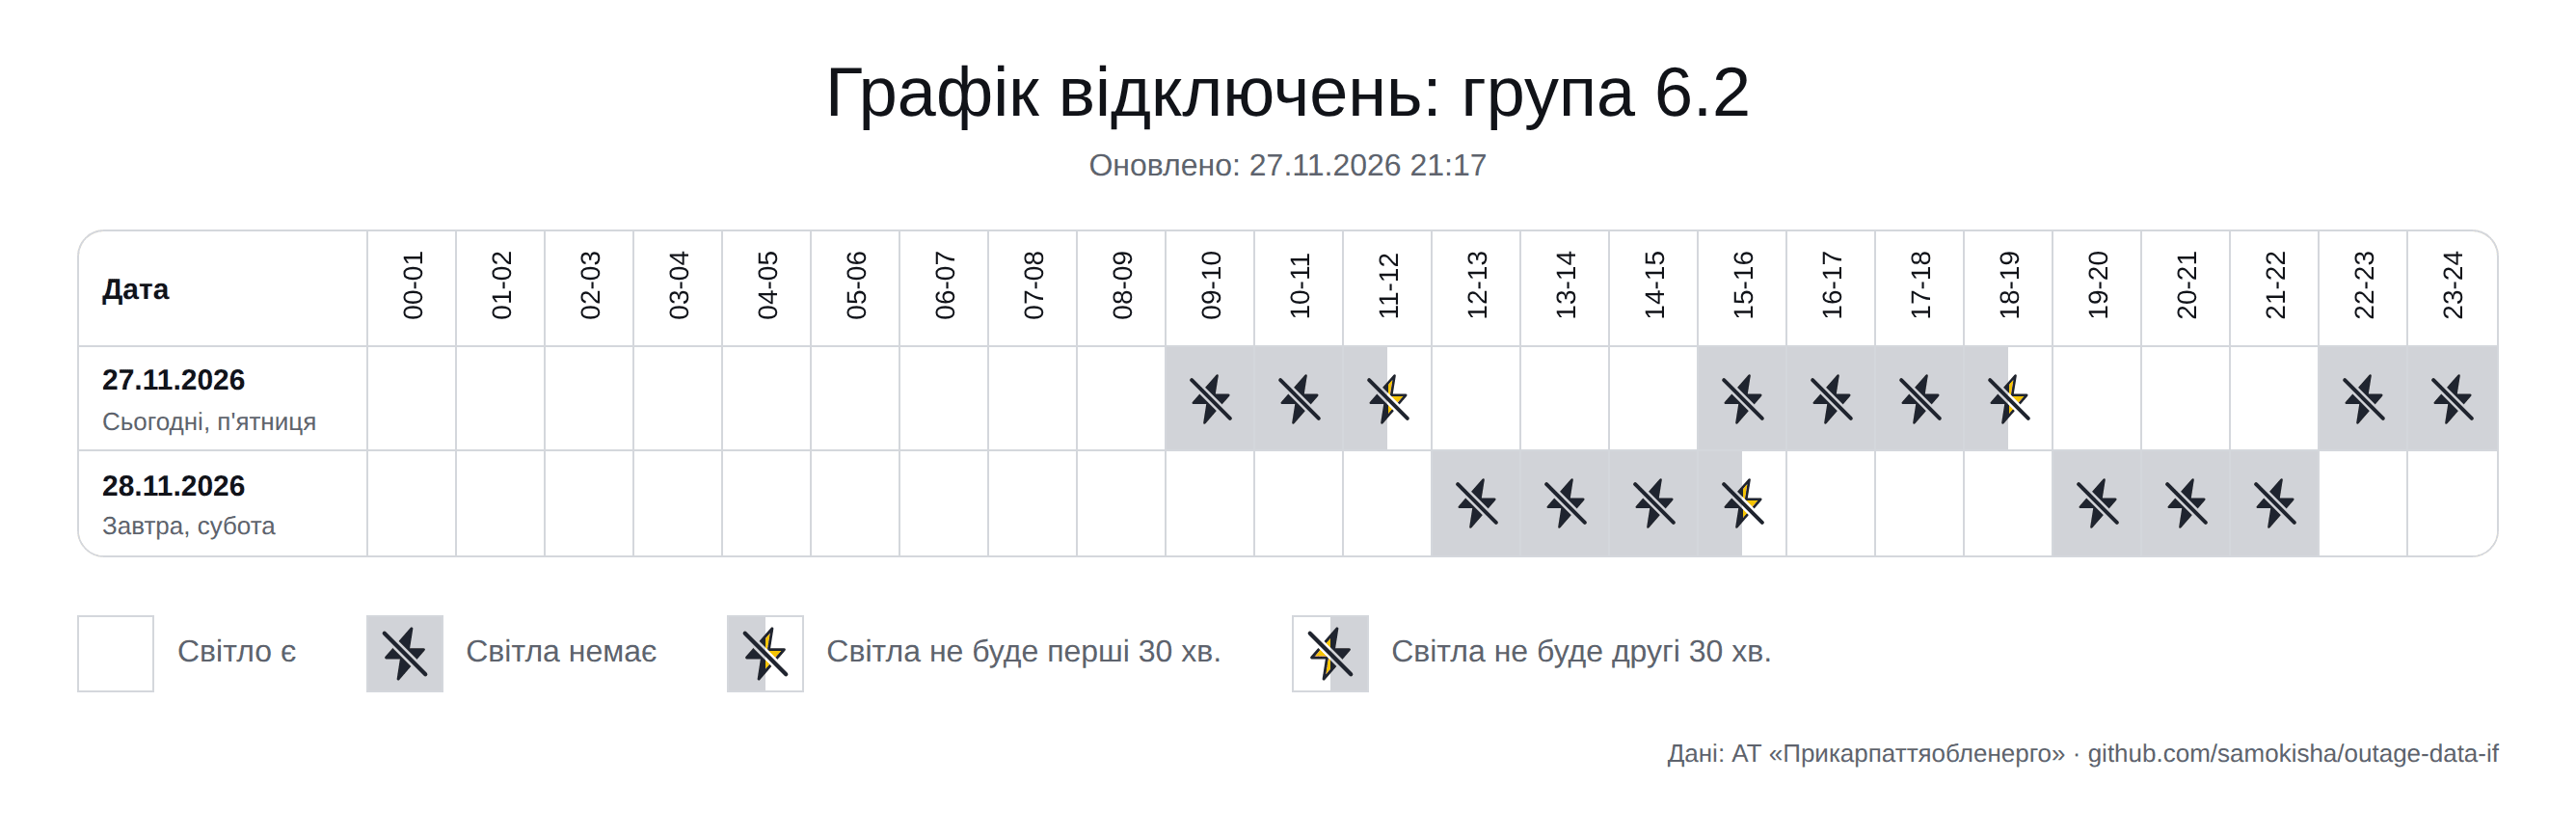 Графік відключень: група 6.2
Оновлено: 27.11.2026 21:17
Дата 00-01 01-02 02-03 03-04 04-05 05-06 06-07 07-08 08-09 09-10 10-11 11-12 12-13 13-14 14-15 15-16 16-17 17-18 18-19 19-20 20-21 21-22 22-23 23-24
27.11.2026
Сьогодні, п'ятниця
28.11.2026
Завтра, субота
Світло є Світла немає Світла не буде перші 30 хв. Світла не буде другі 30 хв.
Дані: АТ «Прикарпаттяобленерго» · github.com/samokisha/outage-data-if